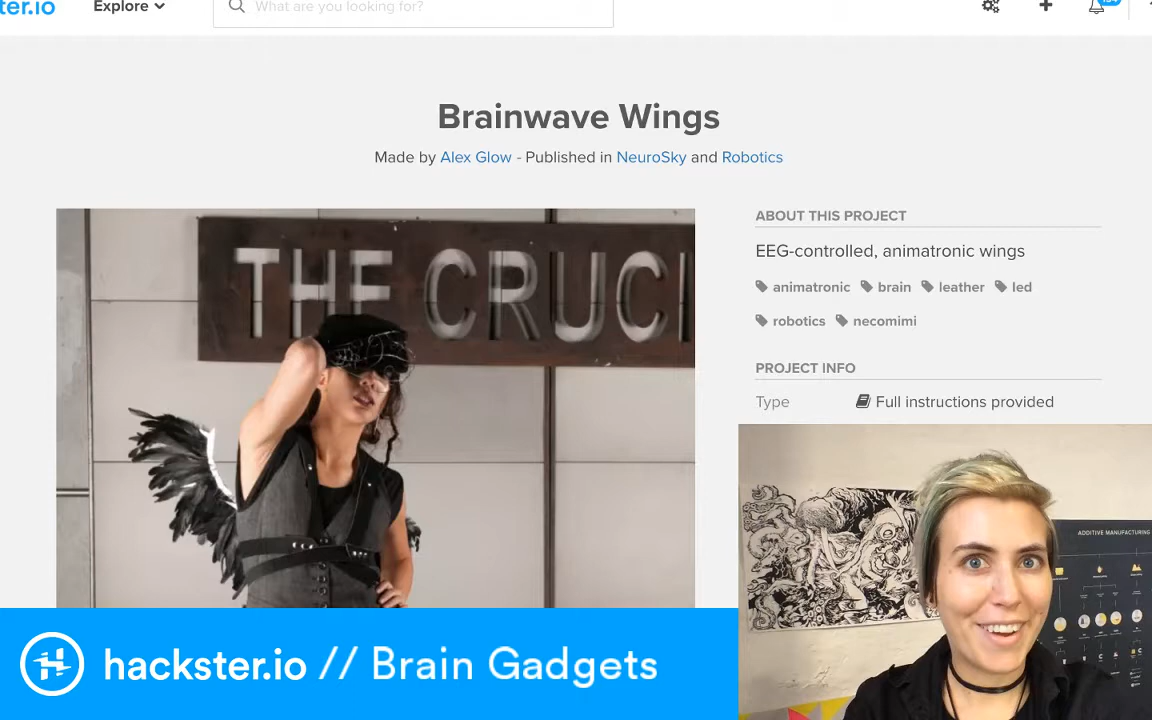 ter.io Explore What are you looking for?
Brainwave Wings
Made by Alex Glow - Published in NeuroSky and Robotics
THE CRUCI
ABOUT THIS PROJECT
EEG-controlled, animatronic wings
animatronic brain leather led
robotics necomimi
PROJECT INFO
Type Full instructions provided
ADDITIVE MANUFACTURING
hackster.io // Brain Gadgets